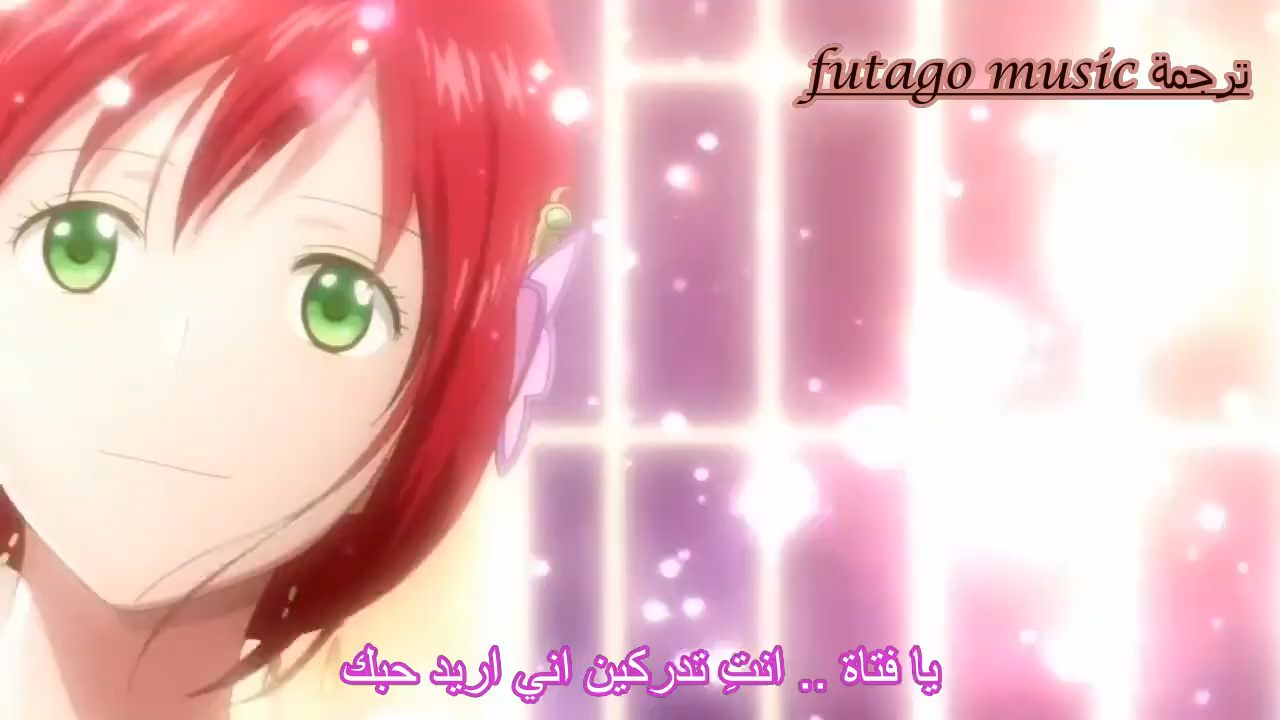 ترجمة futago music
يا فتاة .. انتِ تدركين اني اريد حبك